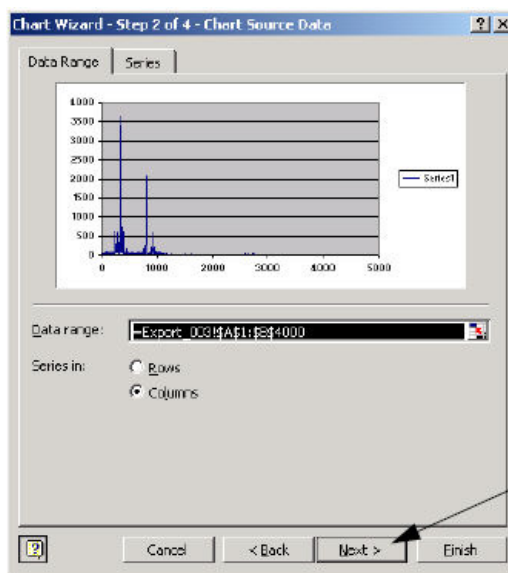 Chart Wizard - Step 2 of 4 - Chart Source Data
Data Range
Series
4000
3500
3000
2500
2000
1500
1000
500
0
0
1000
2000
3000
4000
5000
Series1
Data range:
=Export_003!$A$1:$B$4000
Series in:
Rows
Columns
Cancel
< Back
Next >
Finish